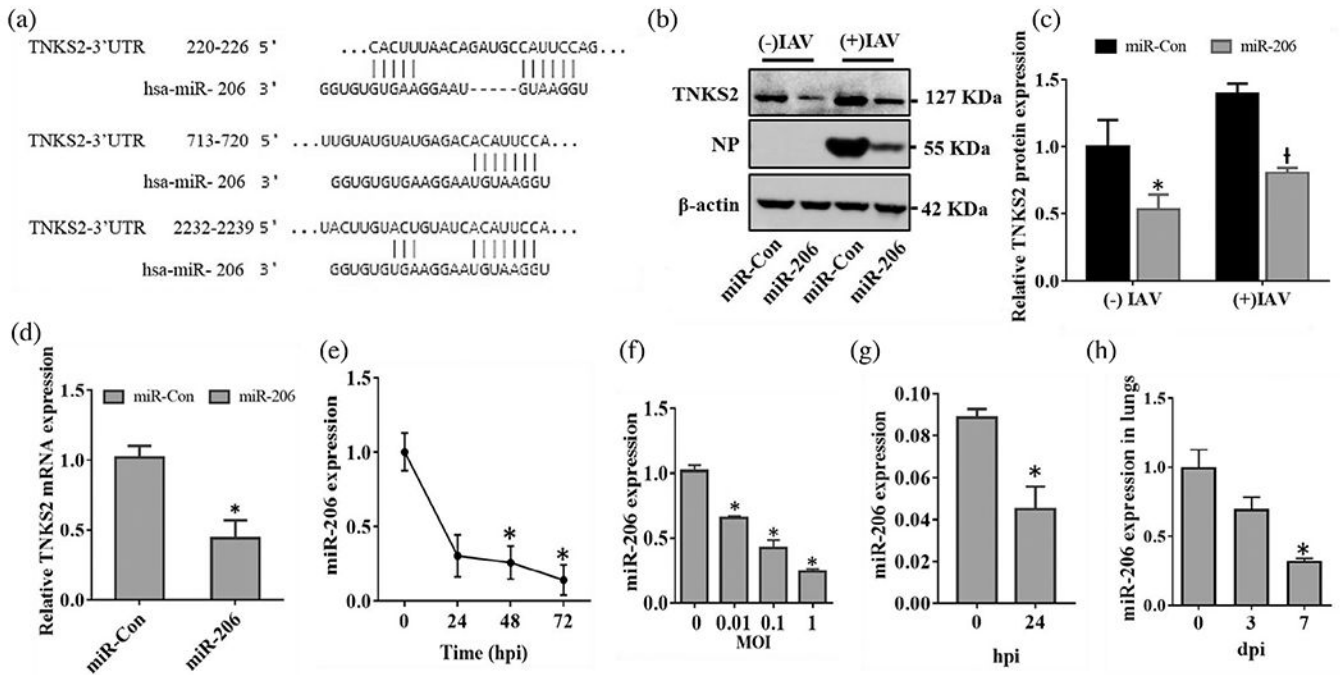 (a)
TNKS2-3'UTR 220-226 5' ...CACUUUAACAGAUGCCAUUCCAG...
hsa-miR- 206 3' GGUGUGUGAAGGAAU-----GUAAGGU
TNKS2-3'UTR 713-720 5' ...UUGUAUGUAUGAGACACAUUCCA...
hsa-miR- 206 3' GGUGUGUGAAGGAAUGUAAGGU
TNKS2-3'UTR 2232-2239 5' ...UACUUGUACUGUAUCACAUUCCA...
hsa-miR- 206 3' GGUGUGUGAAGGAAUGUAAGGU
(b)
(-)IAV (+)IAV
TNKS2 127 KDa
NP 55 KDa
β-actin 42 KDa
miR-Con miR-206 miR-Con miR-206
(c)
miR-Con miR-206
Relative TNKS2 protein expression
1.5
1.0
0.5
1.0
* ƚ
(-) IAV (+)IAV
(d)
miR-Con miR-206
Relative TNKS2 mRNA expression
1.5
1.0
0.5
0.0
*
miR-Con miR-206
(e)
miR-206 expression
1.5
1.0
0.5
0.0
* *
0 24 48 72
Time (hpi)
(f)
miR-206 expression
1.5
1.0
0.5
0.0
* * *
0 0.01 0.1 1
MOI
(g)
miR-206 expression
0.10
0.08
0.06
0.04
0.02
0.00
*
0 24
hpi
(h)
miR-206 expression in lungs
1.5
1.0
0.5
0.0
*
0 3 7
dpi